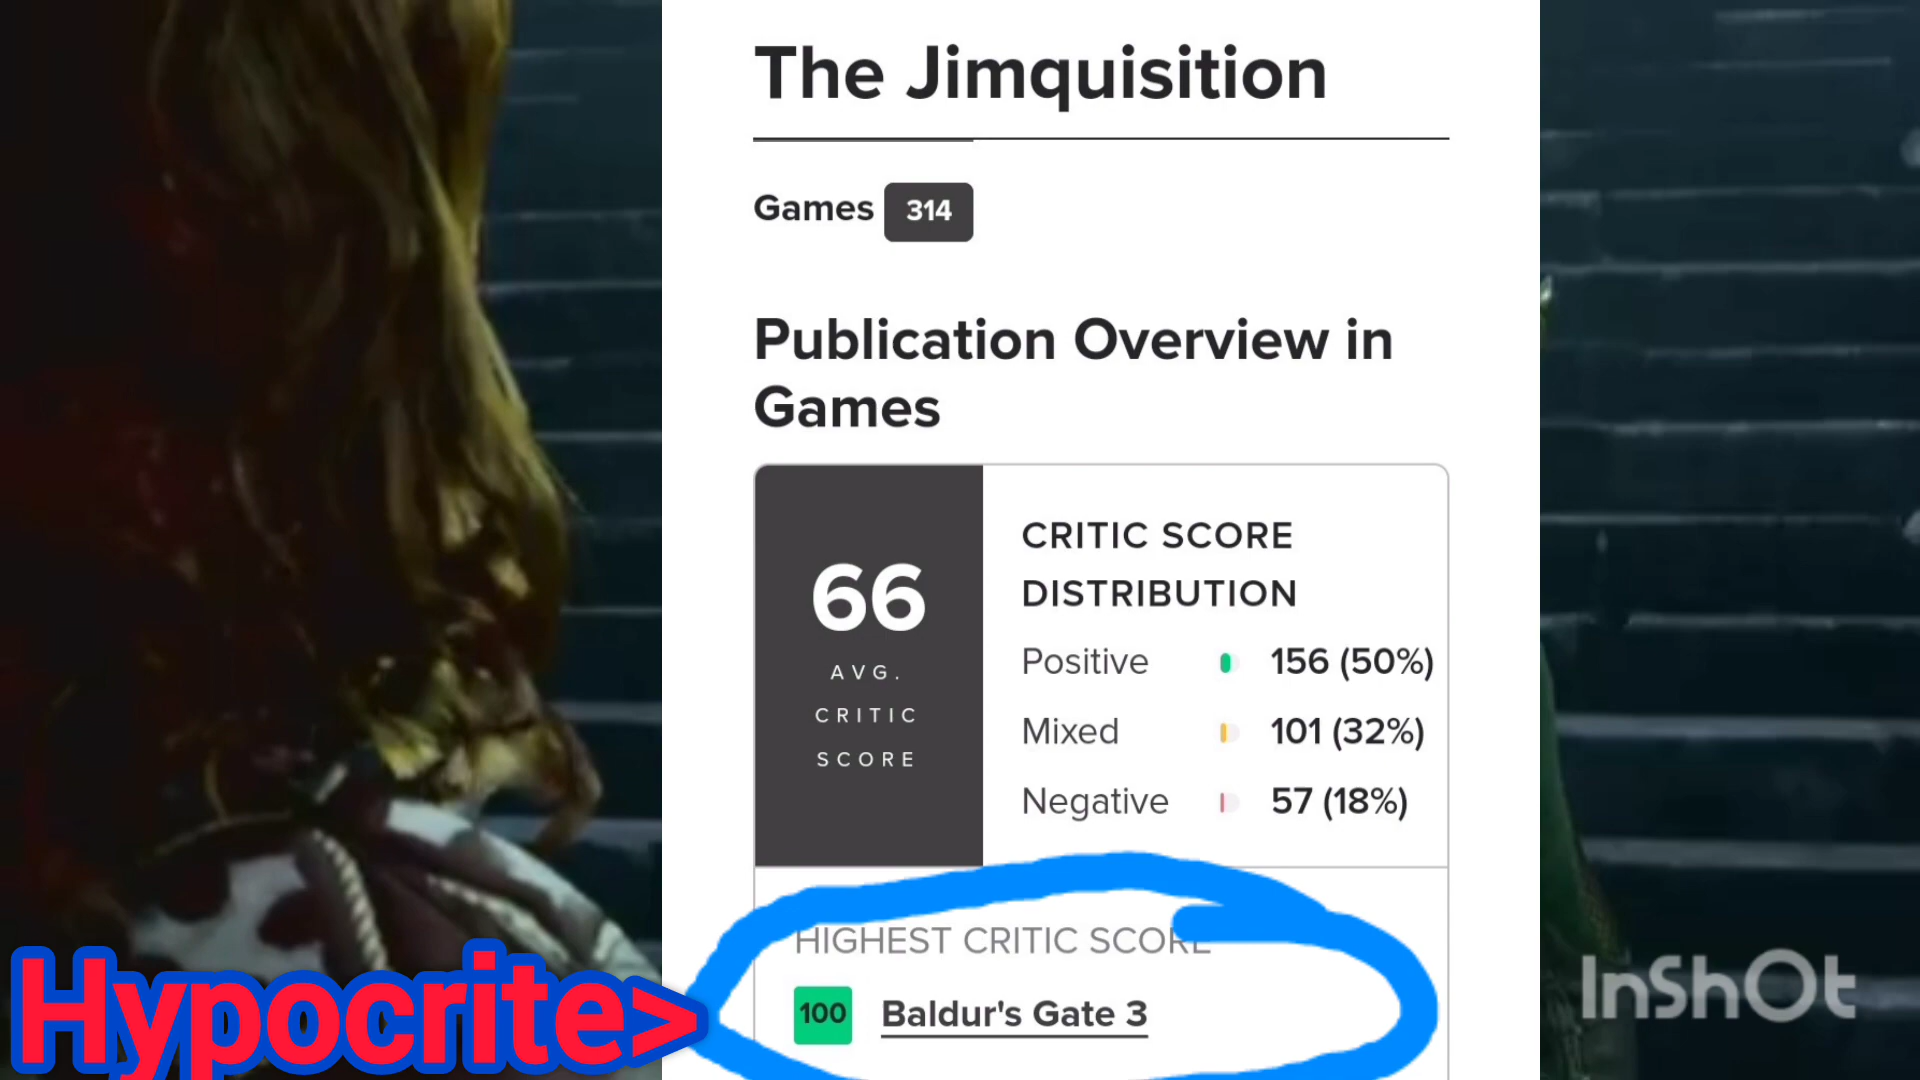 The Jimquisition
Games 314
Publication Overview in
Games
66
AVG.
CRITIC
SCORE
CRITIC SCORE
DISTRIBUTION
Positive 156 (50%)
Mixed 101 (32%)
Negative 57 (18%)
HIGHEST CRITIC SCORE
100 Baldur's Gate 3
Hypocrite>
InShOt